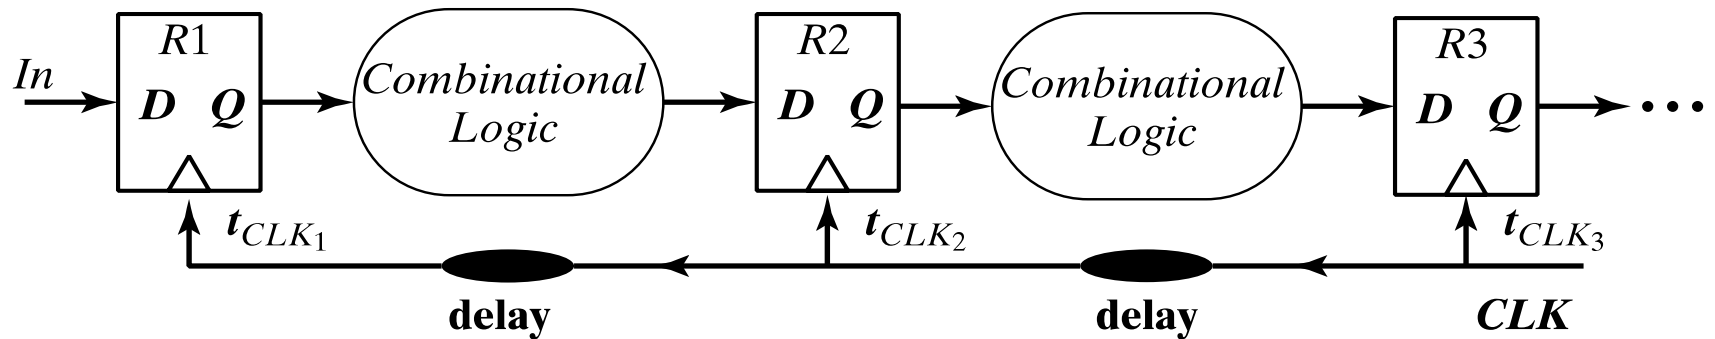 In
R1
D Q
Combinational
Logic
R2
D Q
Combinational
Logic
R3
D Q
...
t_CLK1
t_CLK2
t_CLK3
delay
delay
CLK